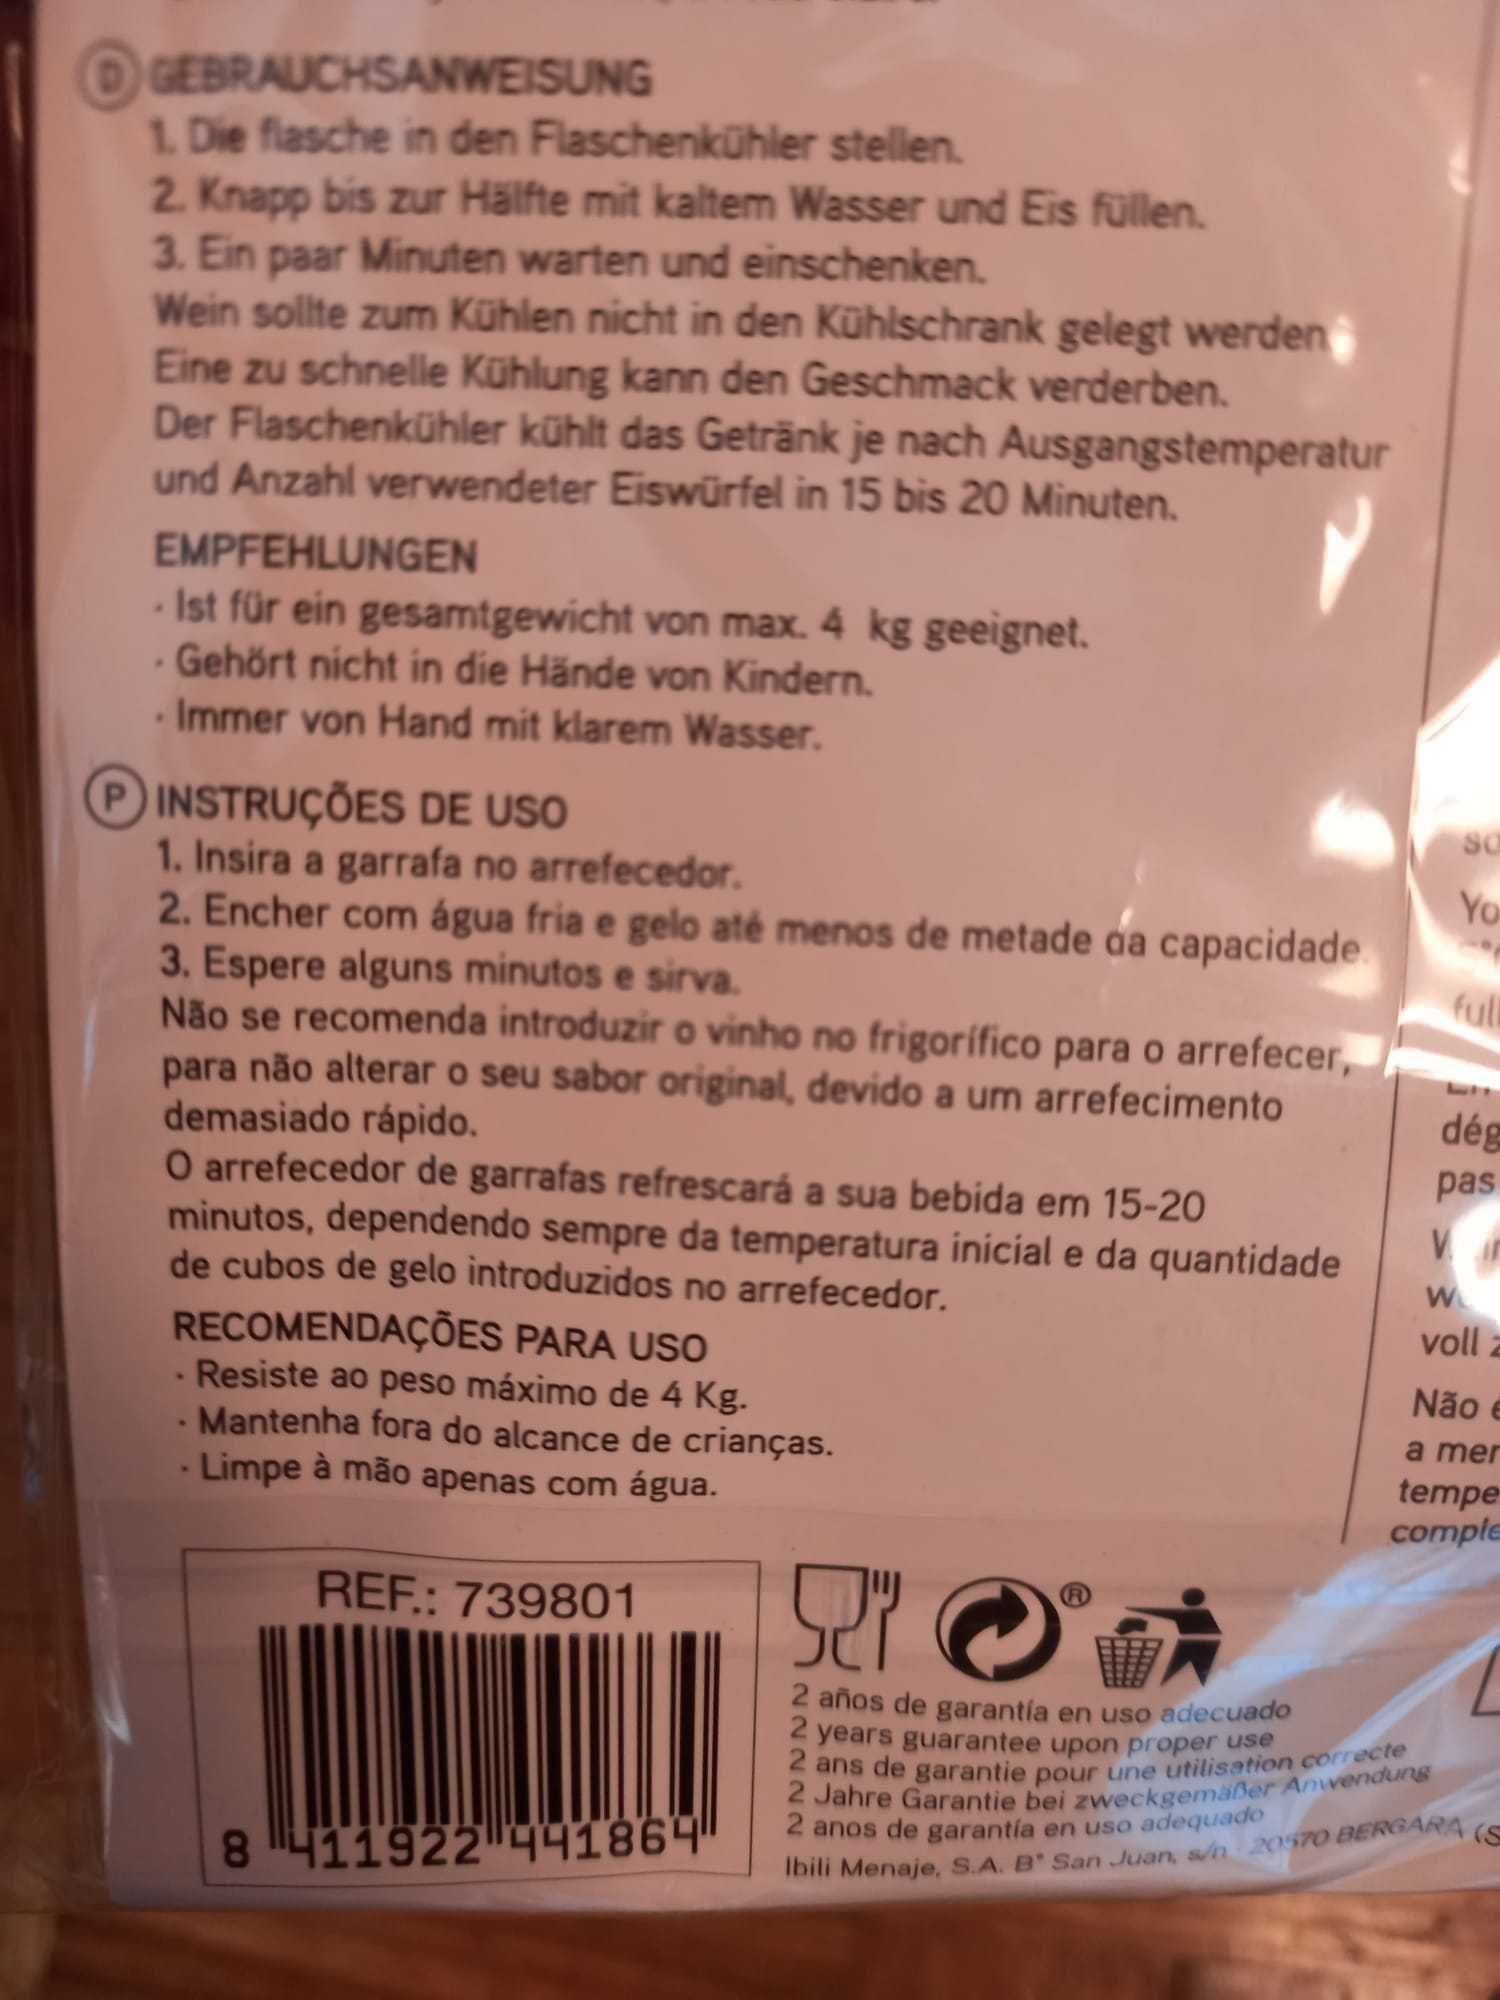 D GEBRAUCHSANWEISUNG
1. Die flasche in den Flaschenkühler stellen.
2. Knapp bis zur Hälfte mit kaltem Wasser und Eis füllen.
3. Ein paar Minuten warten und einschenken.
Wein sollte zum Kühlen nicht in den Kühlschrank gelegt werden
Eine zu schnelle Kühlung kann den Geschmack verderben.
Der Flaschenkühler kühlt das Getränk je nach Ausgangstemperatur
und Anzahl verwendeter Eiswürfel in 15 bis 20 Minuten.
EMPFEHLUNGEN
· Ist für ein gesamtgewicht von max. 4 kg geeignet.
· Gehört nicht in die Hände von Kindern.
· Immer von Hand mit klarem Wasser.
P INSTRUÇÕES DE USO
1. Insira a garrafa no arrefecedor.
2. Encher com água fria e gelo até menos de metade da capacidade.
3. Espere alguns minutos e sirva.
Não se recomenda introduzir o vinho no frigorífico para o arrefecer,
para não alterar o seu sabor original, devido a um arrefecimento
demasiado rápido.
O arrefecedor de garrafas refrescará a sua bebida em 15-20
minutos, dependendo sempre da temperatura inicial e da quantidade
de cubos de gelo introduzidos no arrefecedor.
RECOMENDAÇÕES PARA USO
· Resiste ao peso máximo de 4 Kg.
· Mantenha fora do alcance de crianças.
· Limpe à mão apenas com água.
Yo
full
dég
pas
voll z
Não é
a mer
tempe
comple
REF.: 739801
8 411922 441864
®
2 años de garantía en uso adecuado
2 years guarantee upon proper use
2 ans de garantie pour une utilisation correcte
2 Jahre Garantie bei zweckgemäßer Anwendung
2 anos de garantía en uso adequado
Ibili Menaje, S.A. Bº San Juan, s/n 20570 BERGARA (S